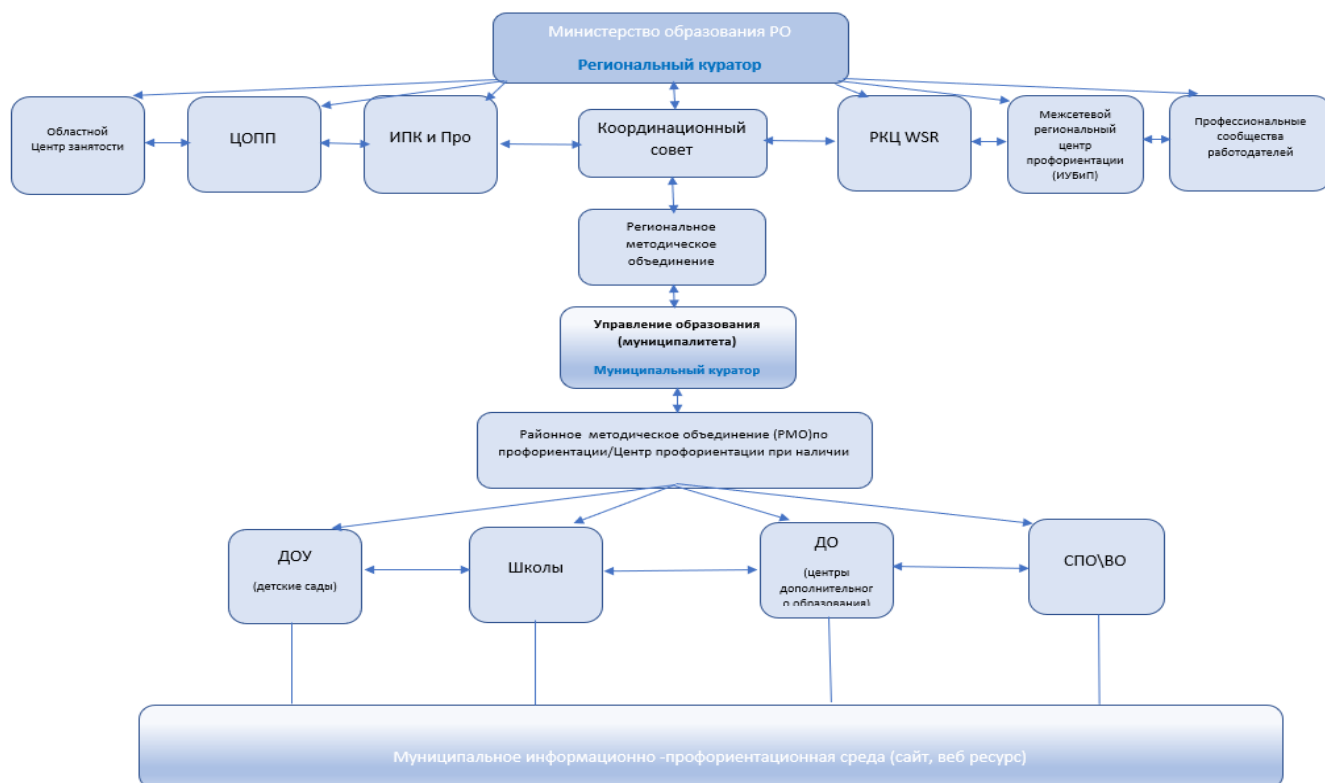 Министерство образования РО
Региональный куратор
Областной
Центр занятости
ЦОПП
ИПК и Про
Координационный
совет
РКЦ WSR
Межсетевой
региональный
центр
профориентации
(ИУБиП)
Профессиональные
сообщества
работодателей
Региональное
методическое
объединение
Управление образования
(муниципалитета)
Муниципальный куратор
Районное методическое объединение (РМО)по
профориентации/Центр профориентации при наличии
ДОУ
(детские сады)
Школы
ДО
(центры
дополнительног
о образования)
СПО\ВО
Муниципальное информационно -профориентационная среда (сайт, веб ресурс)